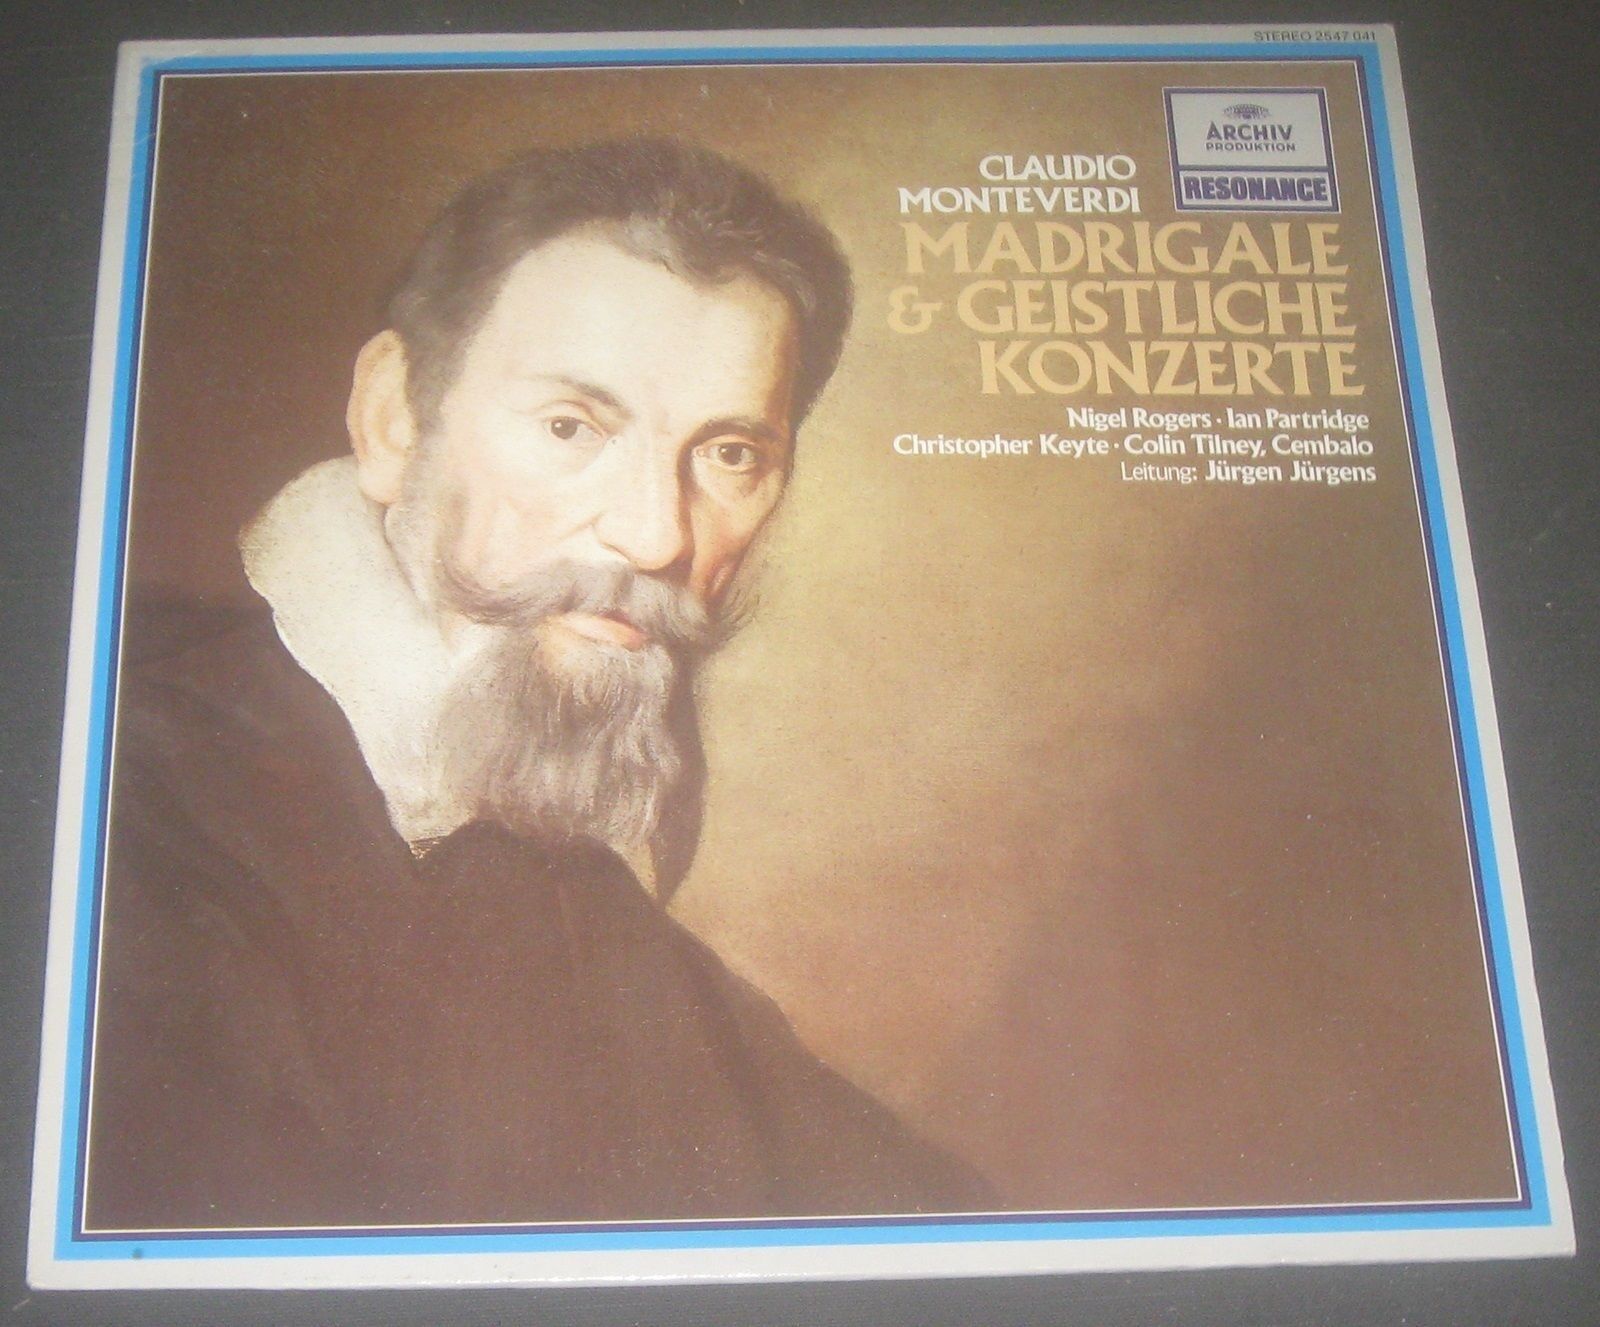 STEREO 2547 041
ARCHIV
PRODUKTION
RESONANCE
CLAUDIO
MONTEVERDI
MADRIGALE
& GEISTLICHE
KONZERTE
Nigel Rogers · Ian Partridge
Christopher Keyte · Colin Tilney, Cembalo
Leitung: Jürgen Jürgens